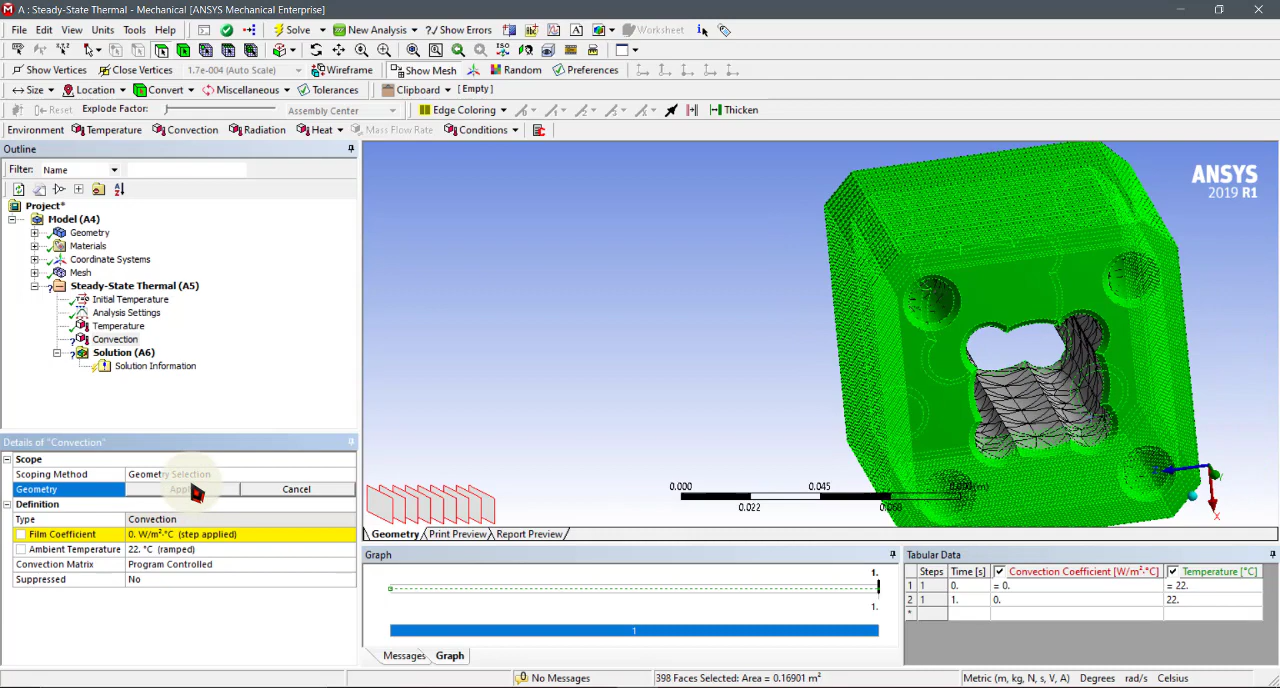 A : Steady-State Thermal - Mechanical [ANSYS Mechanical Enterprise]
File Edit View Units Tools Help Solve New Analysis ?/ Show Errors Worksheet
Show Vertices Close Vertices 1.7e-004 (Auto Scale) Wireframe Show Mesh Random Preferences
Size Location Convert Miscellaneous Tolerances Clipboard [ Empty]
Reset Explode Factor: Assembly Center Edge Coloring Thicken
Environment Temperature Convection Radiation Heat Mass Flow Rate Conditions
Outline
Filter: Name
Project*
Model (A4)
Geometry
Materials
Coordinate Systems
Mesh
Steady-State Thermal (A5)
Initial Temperature
Analysis Settings
Temperature
Convection
Solution (A6)
Solution Information
ANSYS
2019 R1
0.000 0.045 (m)
0.022
X
Geometry Print Preview Report Preview
Details of "Convection"
Scope
Scoping Method Geometry Selection
Geometry Cancel
Definition
Type Convection
Film Coefficient 0. W/m²·°C (step applied)
Ambient Temperature 22. °C (ramped)
Convection Matrix Program Controlled
Suppressed No
Graph
1.
1.
1
Messages Graph
Tabular Data
Steps Time [s] Convection Coefficient [W/m²·°C] Temperature [°C]
1 1 0. = 0. = 22.
2 1 1. 0. 22.
*
0 No Messages 398 Faces Selected: Area = 0.16901 m² Metric (m, kg, N, s, V, A) Degrees rad/s Celsius